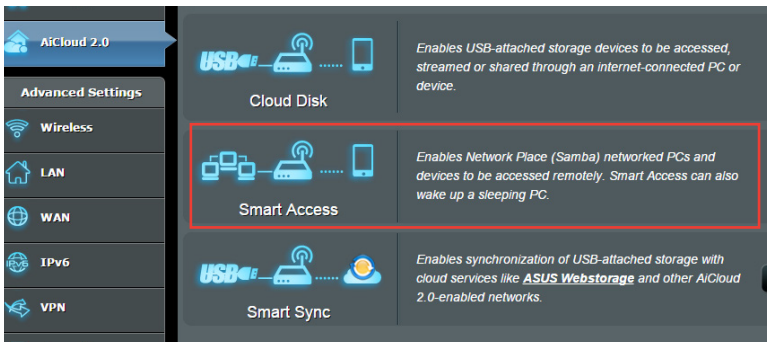 AiCloud 2.0
Advanced Settings
Wireless
LAN
WAN
IPv6
IPv6
VPN
USB
Cloud Disk
Enables USB-attached storage devices to be accessed,
streamed or shared through an internet-connected PC or
device.
Smart Access
Enables Network Place (Samba) networked PCs and
devices to be accessed remotely. Smart Access can also
wake up a sleeping PC.
USB
Smart Sync
Enables synchronization of USB-attached storage with
cloud services like ASUS Webstorage and other AiCloud
2.0-enabled networks.